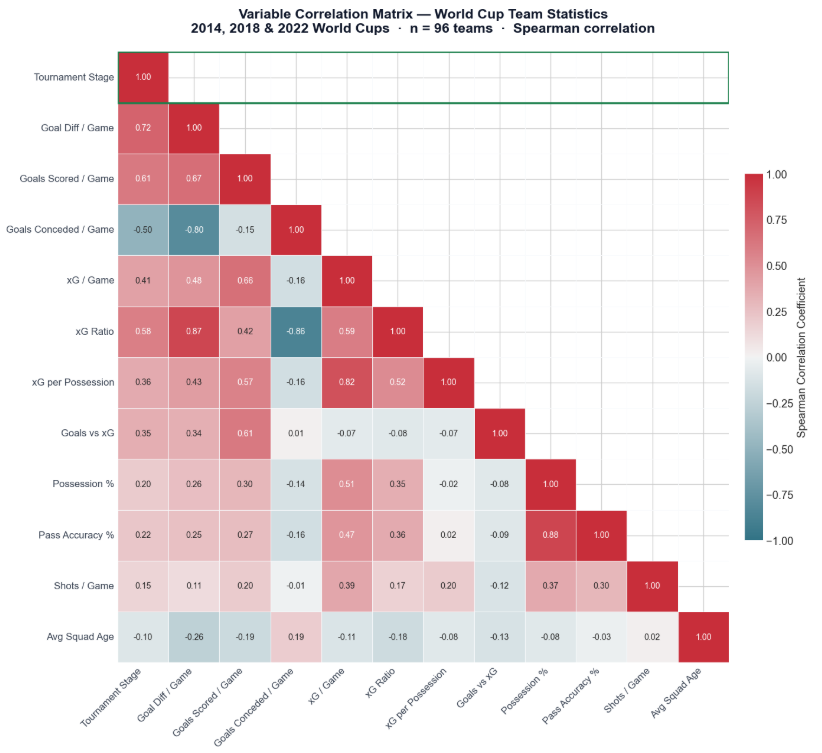 Variable Correlation Matrix — World Cup Team Statistics
2014, 2018 & 2022 World Cups · n = 96 teams · Spearman correlation
Tournament Stage 1.00
Goal Diff / Game 0.72 1.00
Goals Scored / Game 0.61 0.67 1.00
Goals Conceded / Game -0.50 -0.80 -0.15 1.00
xG / Game 0.41 0.48 0.66 -0.16 1.00
xG Ratio 0.58 0.87 0.42 -0.86 0.59 1.00
xG per Possession 0.36 0.43 0.57 -0.16 0.82 0.52 1.00
Goals vs xG 0.35 0.34 0.61 0.01 -0.07 -0.08 -0.07 1.00
Possession % 0.20 0.26 0.30 -0.14 0.51 0.35 -0.02 -0.08 1.00
Pass Accuracy % 0.22 0.25 0.27 -0.16 0.47 0.36 0.02 -0.09 0.88 1.00
Shots / Game 0.15 0.11 0.20 -0.01 0.39 0.17 0.20 -0.12 0.37 0.30 1.00
Avg Squad Age -0.10 -0.26 -0.19 0.19 -0.11 -0.18 -0.08 -0.13 -0.08 -0.03 0.02 1.00
Tournament Stage
Goal Diff / Game
Goals Scored / Game
Goals Conceded / Game
xG / Game
xG Ratio
xG per Possession
Goals vs xG
Possession %
Pass Accuracy %
Shots / Game
Avg Squad Age
1.00
0.75
0.50
0.25
0.00
−0.25
−0.50
−0.75
−1.00
Spearman Correlation Coefficient